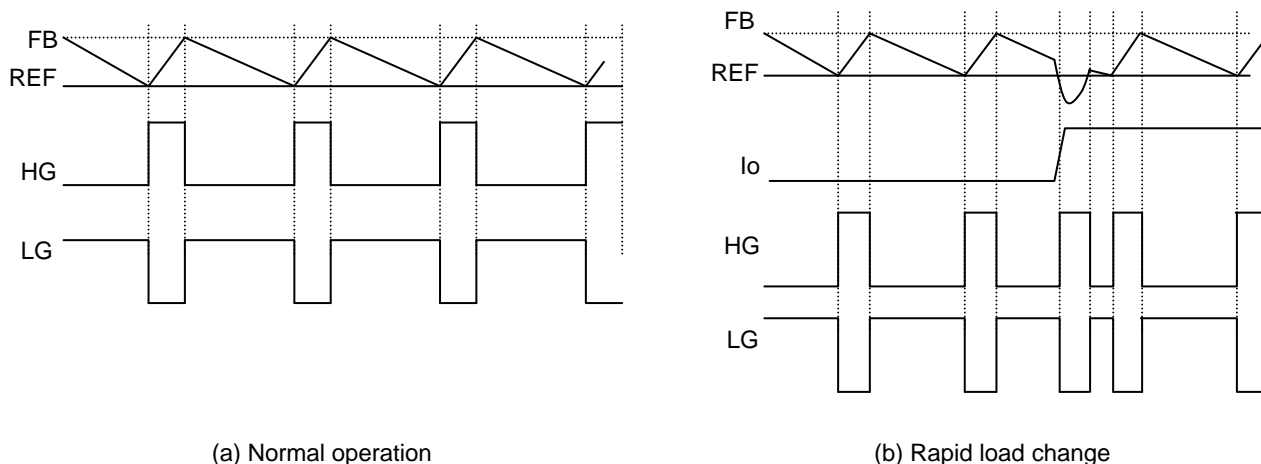 FB
REF
HG
LG
(a) Normal operation
FB
REF
Io
HG
LG
(b) Rapid load change